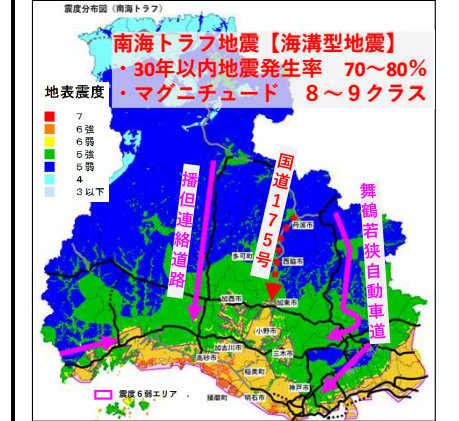 震度分布図（南海トラフ）
南海トラフ地震【海溝型地震】
・30年以内地震発生率　70～80%
・マグニチュード　８～９クラス
地表震度
7
6強
6弱
5強
5弱
4
3以下
播但連絡道路
国道175号
舞鶴若狭自動車道
丹波市
多可町
西脇市
加西市
加東市
小野市
加古川市
三木市
高砂市
稲美町
神戸市
播磨町
明石市
震度６弱エリア